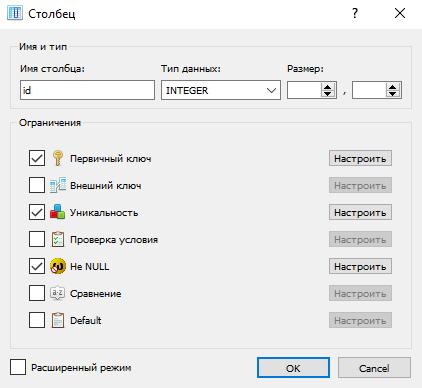 Столбец ?
Имя и тип
Имя столбца: Тип данных: Размер:
id INTEGER ,
Ограничения
Первичный ключ Настроить
Внешний ключ Настроить
Уникальность Настроить
Проверка условия Настроить
Не NULL Настроить
a-z Сравнение Настроить
Default Настроить
Расширенный режим OK Cancel